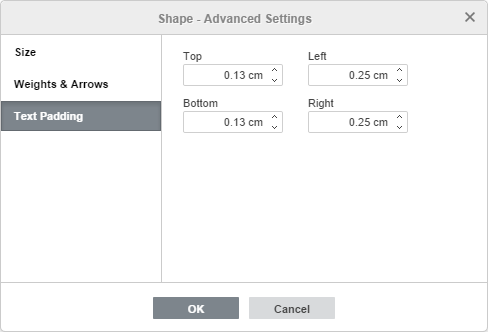 Shape - Advanced Settings
Size
Weights & Arrows
Text Padding
Top
Left
0.13 cm
0.25 cm
Bottom
Right
0.13 cm
0.25 cm
OK
Cancel